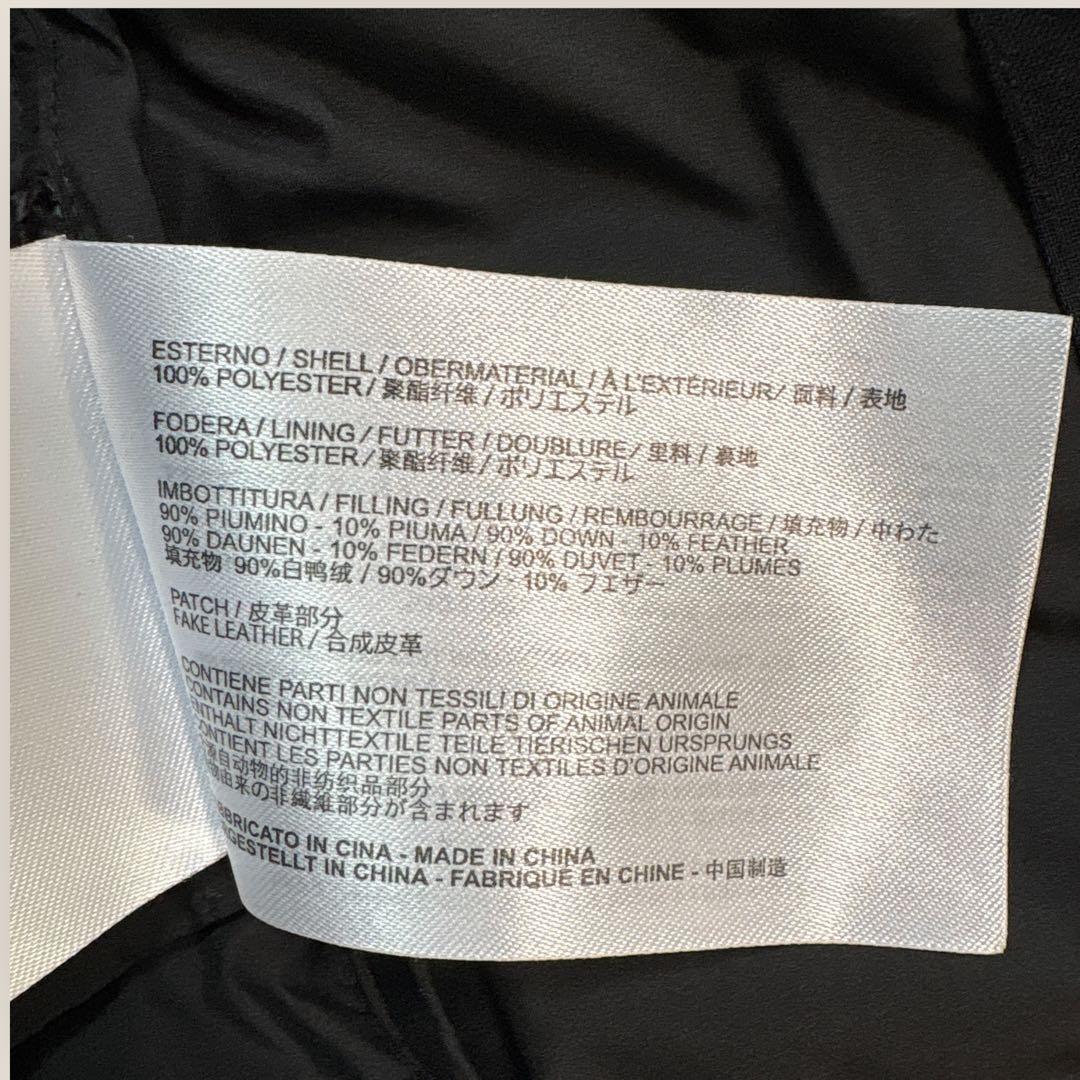 ESTERNO / SHELL / OBERMATERIAL / À L'EXTÉRIEUR / 面料 / 表地
100% POLYESTER / 聚酯纤维 / ポリエステル
FODERA / LINING / FUTTER / DOUBLURE / 里料 / 裏地
100% POLYESTER / 聚酯纤维 / ポリエステル
IMBOTTITURA / FILLING / FULLUNG / REMBOURRAGE / 填充物 / 中わた
90% PIUMINO - 10% PIUMA / 90% DOWN - 10% FEATHER
90% DAUNEN - 10% FEDERN / 90% DUVET - 10% PLUMES
填充物 90%白鸭绒 / 90%ダウン - 10% フェザー
PATCH / 皮革部分
FAKE LEATHER / 合成皮革
CONTIENE PARTI NON TESSILI DI ORIGINE ANIMALE
CONTAINS NON TEXTILE PARTS OF ANIMAL ORIGIN
ENTHALT NICHTTEXTILE TEILE TIERISCHEN URSPRUNGS
CONTIENT LES PARTIES NON TEXTILES D'ORIGINE ANIMALE
源自动物的非纺织品部分
物由来の非繊維部分が含まれます
BRICATO IN CINA - MADE IN CHINA
GESTELLT IN CHINA - FABRIQUÉ EN CHINE - 中国制造